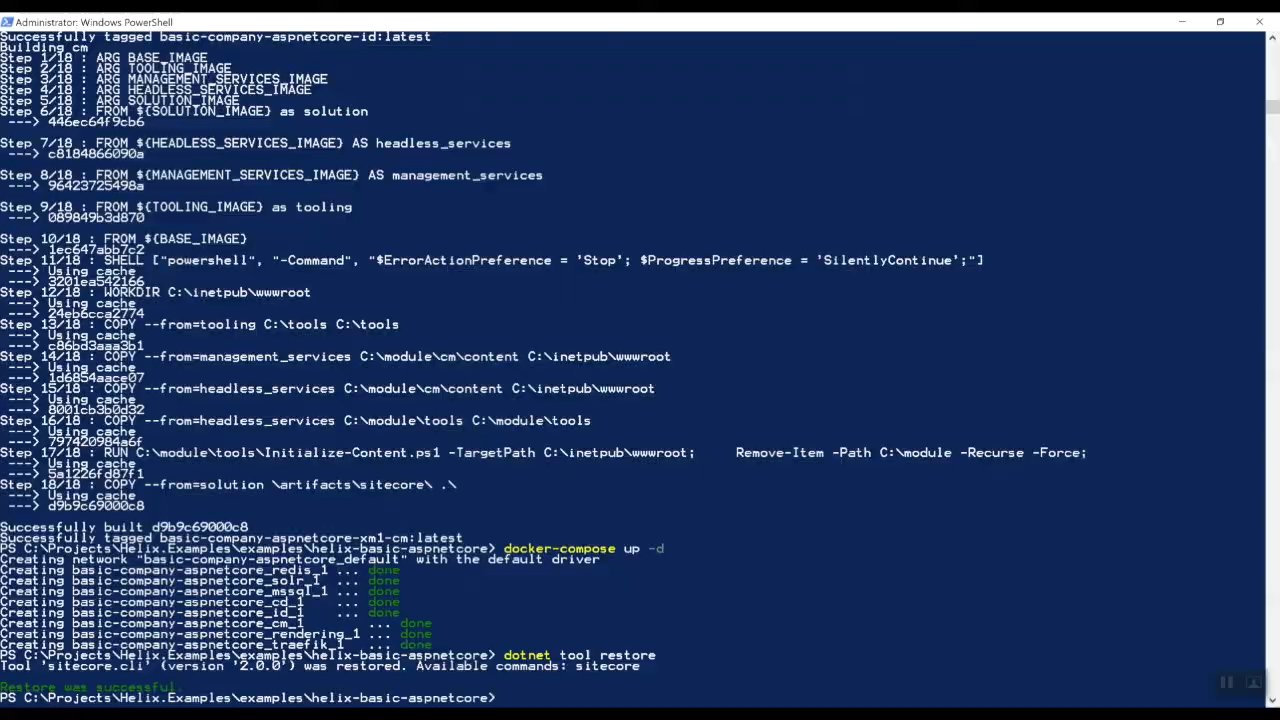 Administrator: Windows PowerShell
Successfully tagged basic-company-aspnetcore-id:latest
Building cm
Step 1/18 : ARG BASE_IMAGE
Step 2/18 : ARG TOOLING_IMAGE
Step 3/18 : ARG MANAGEMENT_SERVICES_IMAGE
Step 4/18 : ARG HEADLESS_SERVICES_IMAGE
Step 5/18 : ARG SOLUTION_IMAGE
Step 6/18 : FROM ${SOLUTION_IMAGE} as solution
---> 446ec64f9cb6
Step 7/18 : FROM ${HEADLESS_SERVICES_IMAGE} AS headless_services
---> c8184866090a
Step 8/18 : FROM ${MANAGEMENT_SERVICES_IMAGE} AS management_services
---> 96423725498a
Step 9/18 : FROM ${TOOLING_IMAGE} as tooling
---> 089849b3d870
Step 10/18 : FROM ${BASE_IMAGE}
---> 1ec647abb7c2
Step 11/18 : SHELL ["powershell", "-Command", "$ErrorActionPreference = 'Stop'; $ProgressPreference = 'SilentlyContinue';"]
---> Using cache
---> 3201ea542166
Step 12/18 : WORKDIR C:\inetpub\wwwroot
---> Using cache
---> 24eb6cca2774
Step 13/18 : COPY --from=tooling C:\tools C:\tools
---> Using cache
---> c86bd3aaa3b1
Step 14/18 : COPY --from=management_services C:\module\cm\content C:\inetpub\wwwroot
---> Using cache
---> 1d6854aace07
Step 15/18 : COPY --from=headless_services C:\module\cm\content C:\inetpub\wwwroot
---> Using cache
---> 8001cb3b0d32
Step 16/18 : COPY --from=headless_services C:\module\tools C:\module\tools
---> Using cache
---> 797420984a6f
Step 17/18 : RUN C:\module\tools\Initialize-Content.ps1 -TargetPath C:\inetpub\wwwroot;     Remove-Item -Path C:\module -Recurse -Force;
---> Using cache
---> 5a1226fd87f1
Step 18/18 : COPY --from=solution \artifacts\sitecore\ .\
---> Using cache
---> d9b9c69000c8
Successfully built d9b9c69000c8
Successfully tagged basic-company-aspnetcore-xm1-cm:latest
PS C:\Projects\Helix.Examples\examples\helix-basic-aspnetcore> docker-compose up -d
Creating network "basic-company-aspnetcore_default" with the default driver
Creating basic-company-aspnetcore_redis_1 ... done
Creating basic-company-aspnetcore_solr_1  ... done
Creating basic-company-aspnetcore_mssql_1 ... done
Creating basic-company-aspnetcore_cd_1    ... done
Creating basic-company-aspnetcore_id_1    ... done
Creating basic-company-aspnetcore_cm_1        ... done
Creating basic-company-aspnetcore_rendering_1 ... done
Creating basic-company-aspnetcore_traefik_1   ... done
PS C:\Projects\Helix.Examples\examples\helix-basic-aspnetcore> dotnet tool restore
Tool 'sitecore.cli' (version '2.0.0') was restored. Available commands: sitecore
Restore was successful.
PS C:\Projects\Helix.Examples\examples\helix-basic-aspnetcore>